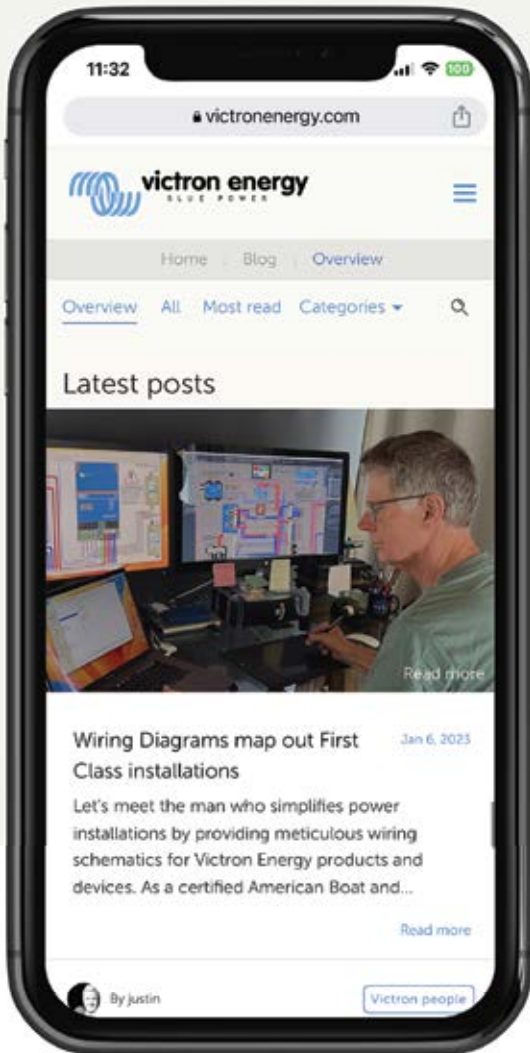 11:32
100
victronenergy.com
victron energy
BLUE POWER
Home Blog Overview
Overview All Most read Categories
Latest posts
Read more
Wiring Diagrams map out First
Jan 6, 2023
Class installations
Let's meet the man who simplifies power
installations by providing meticulous wiring
schematics for Victron Energy products and
devices. As a certified American Boat and...
Read more
By justin
Victron people